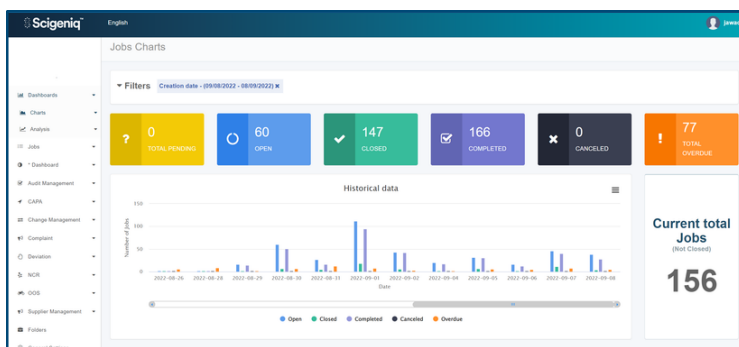 Scigeniq™
English
jawad
Jobs Charts
Filters
Creation date - (09/08/2022 - 08/09/2022) ×
Dashboards
Charts
Analysis
Jobs
* Dashboard
Audit Management
CAPA
Change Management
Complaint
Deviation
NCR
OOS
Supplier Management
Folders
0
TOTAL PENDING
60
OPEN
147
CLOSED
166
COMPLETED
0
CANCELED
77
TOTAL
OVERDUE
Historical data
Number of Jobs
150
100
50
0
2022-08-26 2022-08-28 2022-08-29 2022-08-30 2022-08-31 2022-09-01 2022-09-02 2022-09-04 2022-09-05 2022-09-06 2022-09-07 2022-09-08
Date
Open Closed Completed Canceled Overdue
Current total
Jobs
(Not Closed)
156